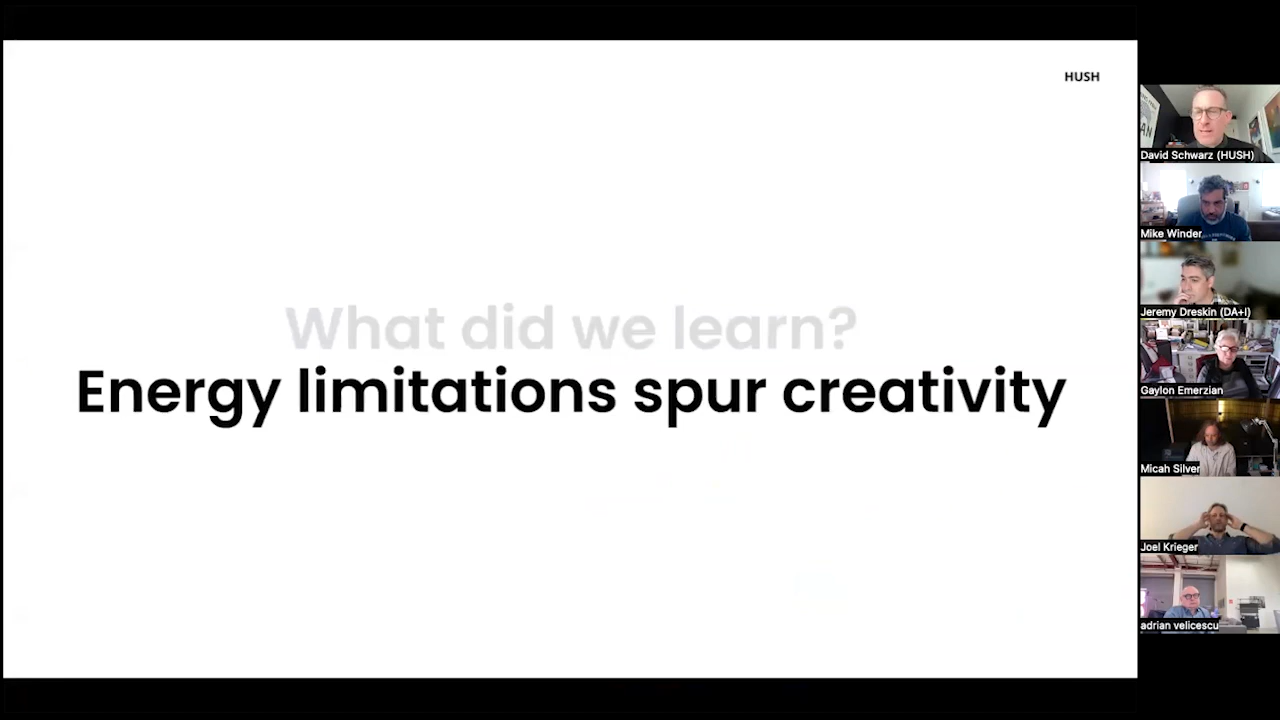 HUSH
What did we learn?
Energy limitations spur creativity
David Schwarz (HUSH)
Mike Winder
Jeremy Dreskin (DA+I)
Gaylon Emerzian
Micah Silver
Joel Krieger
adrian velicescu